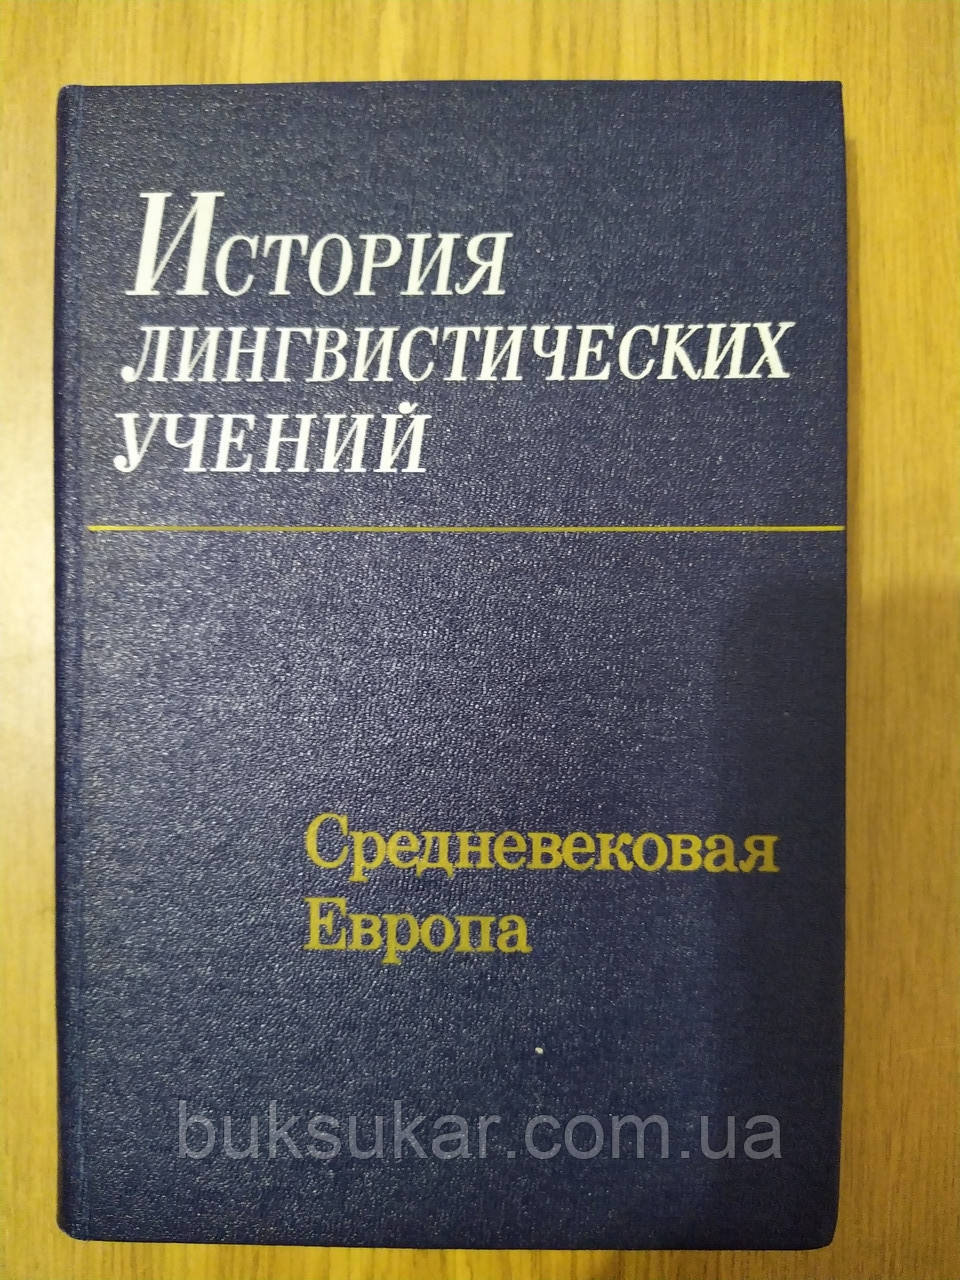 История
лингвистических
учений
Средневековая
Европа
buksukar.com.ua